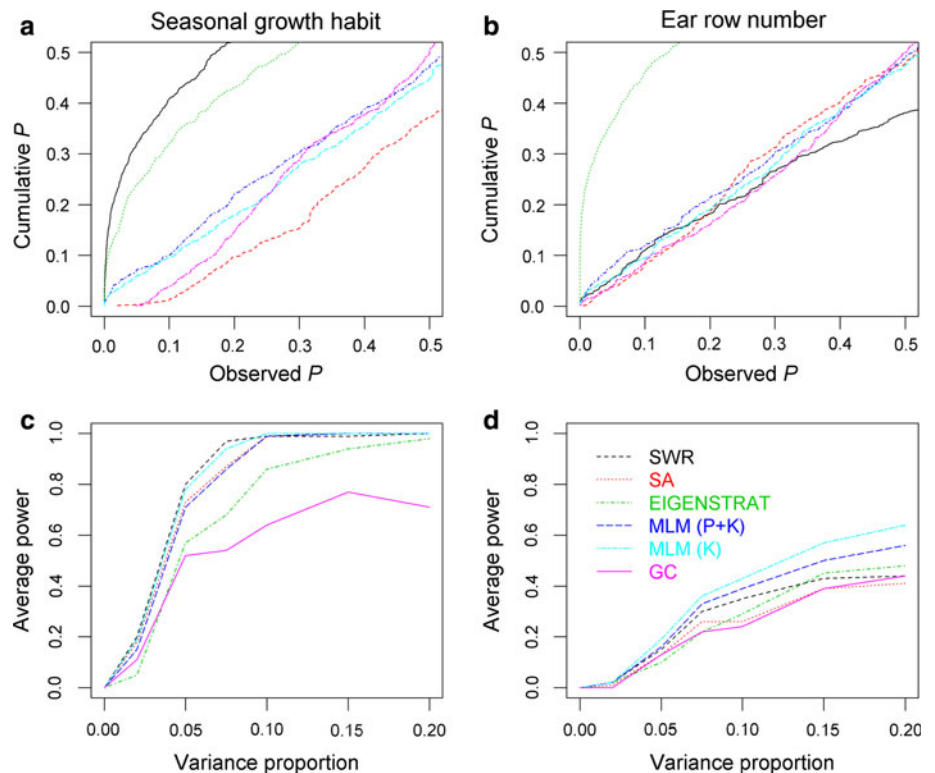 a
Seasonal growth habit
Cumulative P
0.0
0.1
0.2
0.3
0.4
0.5
0.0 0.1 0.2 0.3 0.4 0.5
Observed P
b
Ear row number
Cumulative P
0.0
0.1
0.2
0.3
0.4
0.5
0.0 0.1 0.2 0.3 0.4 0.5
Observed P
c
Average power
0.0
0.2
0.4
0.6
0.8
1.0
0.00 0.05 0.10 0.15 0.20
Variance proportion
d
Average power
0.0
0.2
0.4
0.6
0.8
1.0
SWR
SA
EIGENSTRAT
MLM (P+K)
MLM (K)
GC
0.00 0.05 0.10 0.15 0.20
Variance proportion